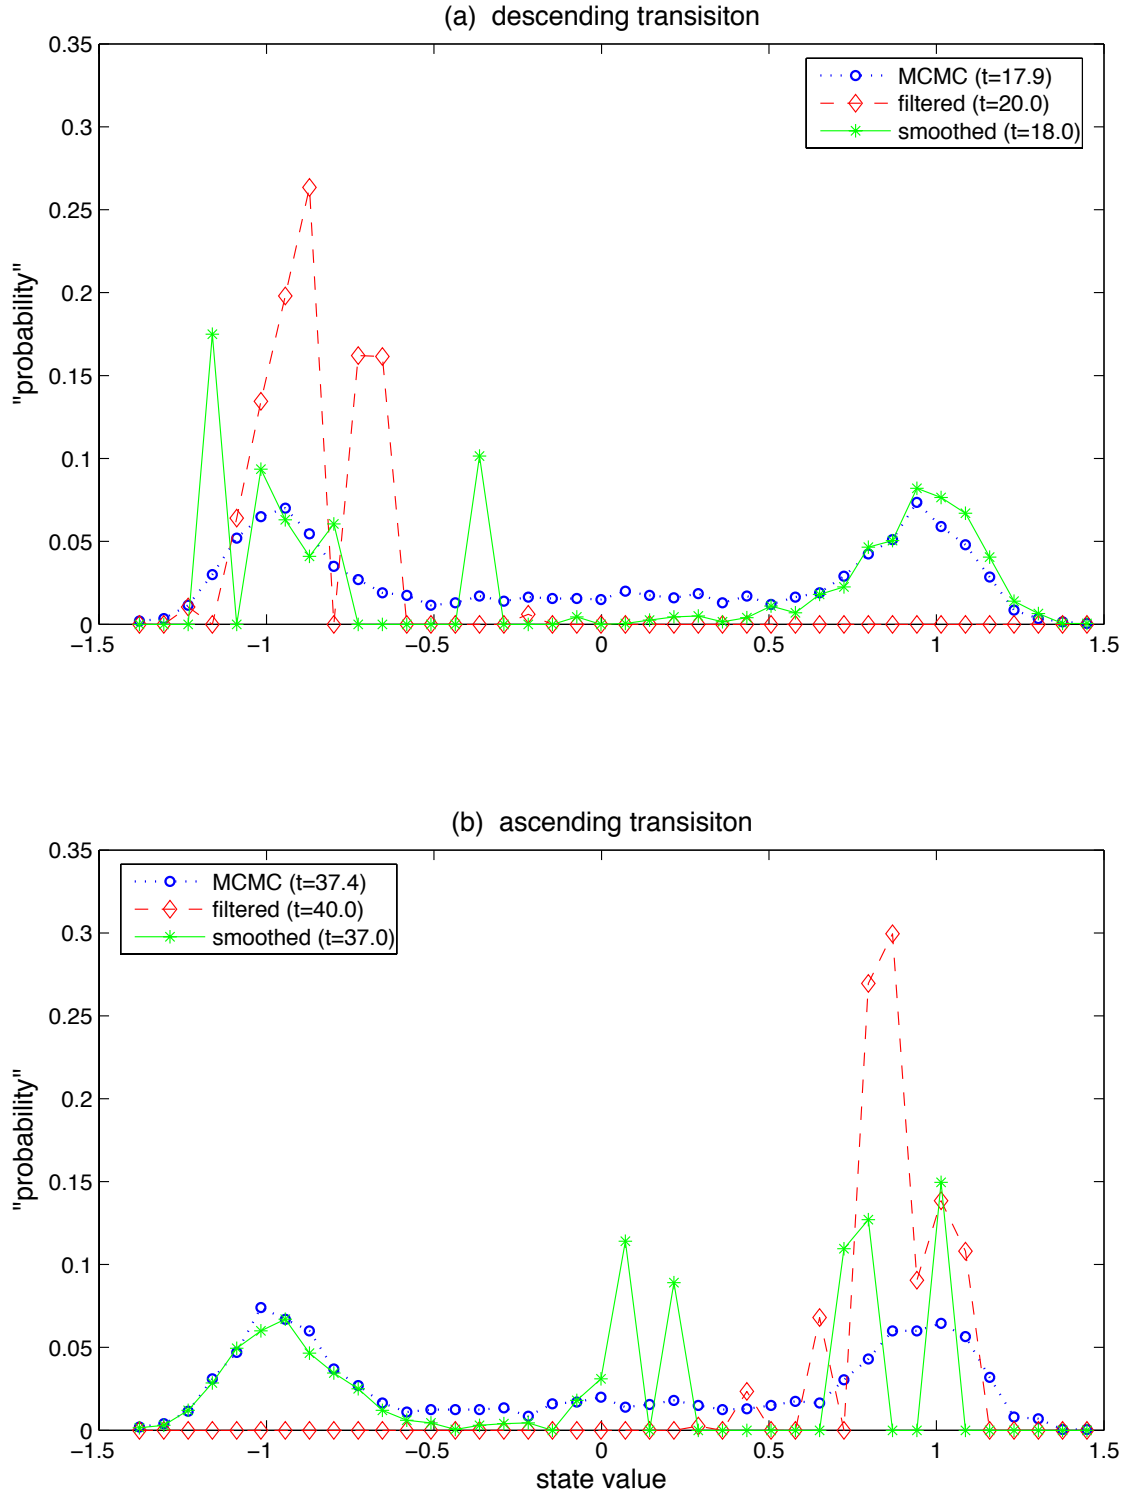 (a) descending transisiton
0.35
0.3
0.25
0.2
0.15
0.1
0.05
0
"probability"
MCMC (t=17.9)
filtered (t=20.0)
smoothed (t=18.0)
−1.5 −1 −0.5 0 0.5 1 1.5
(b) ascending transisiton
0.35
0.3
0.25
0.2
0.15
0.1
0.05
0
"probability"
MCMC (t=37.4)
filtered (t=40.0)
smoothed (t=37.0)
−1.5 −1 −0.5 0 0.5 1 1.5
state value